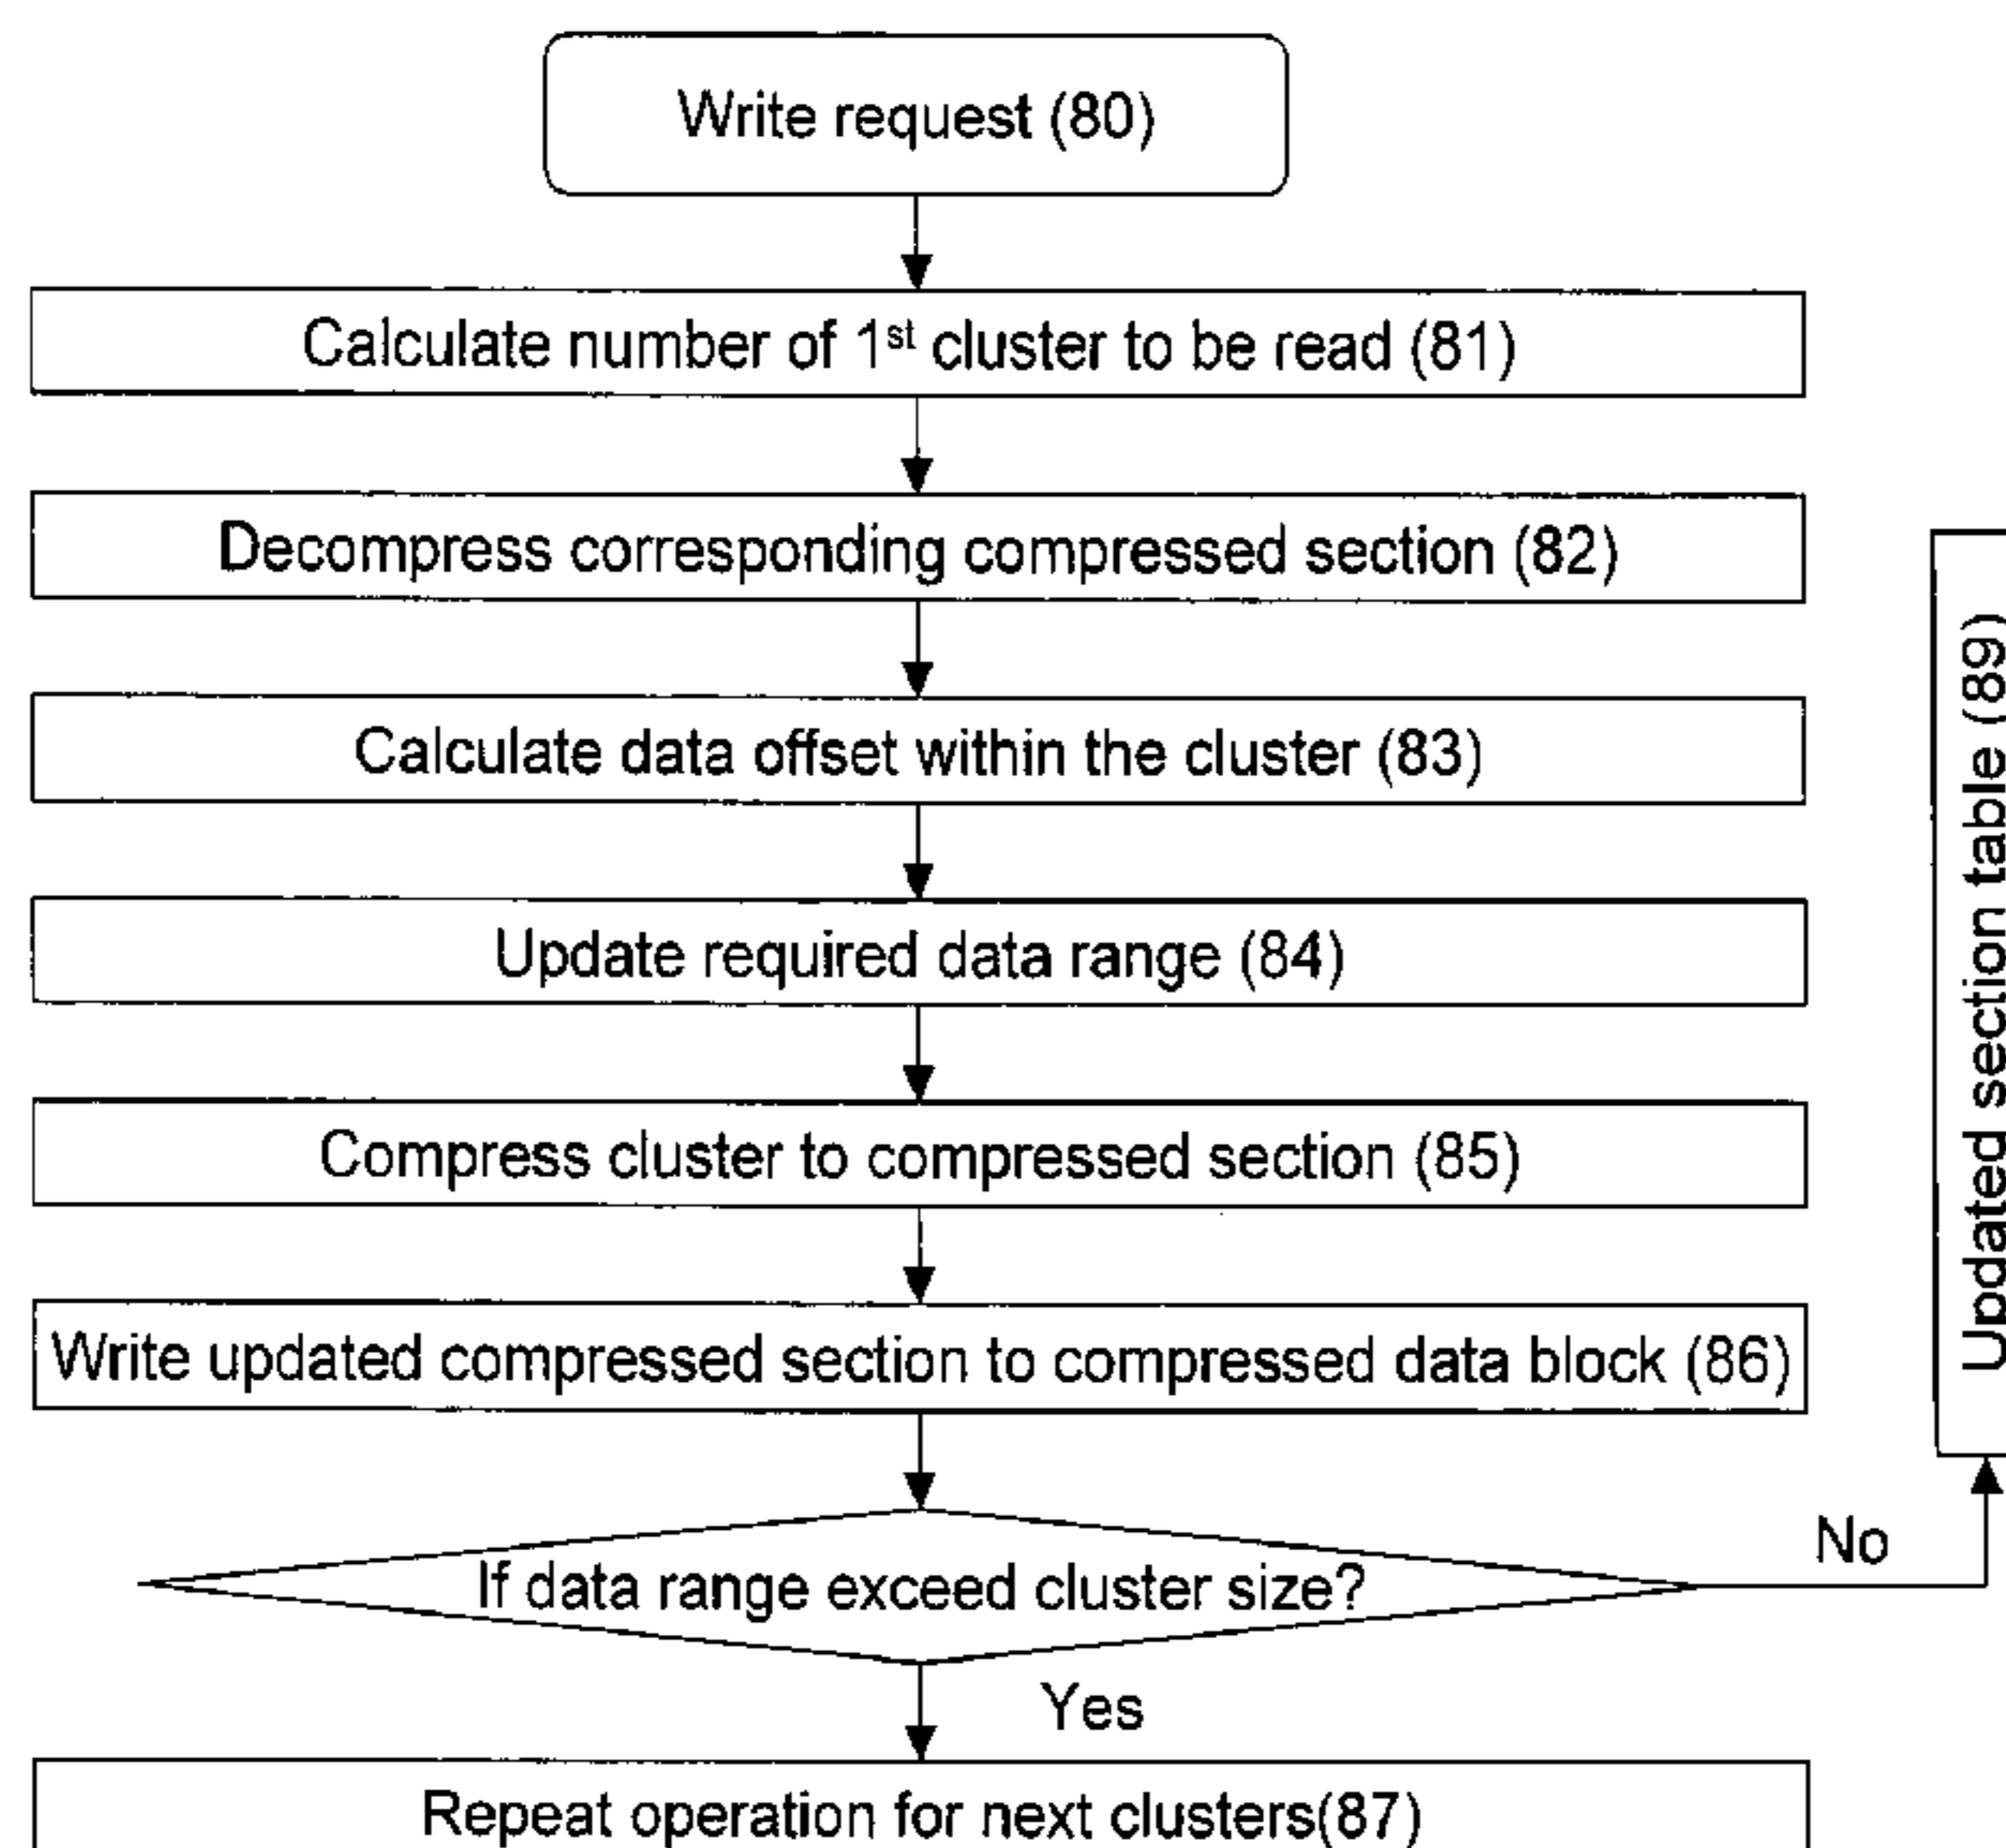 Write request (80)
Calculate number of 1st cluster to be read (81)
Decompress corresponding compressed section (82)
Calculate data offset within the cluster (83)
Update required data range (84)
Compress cluster to compressed section (85)
Write updated compressed section to compressed data block (86)
If data range exceed cluster size?
No
Updated section table (89)
Yes
Repeat operation for next clusters(87)